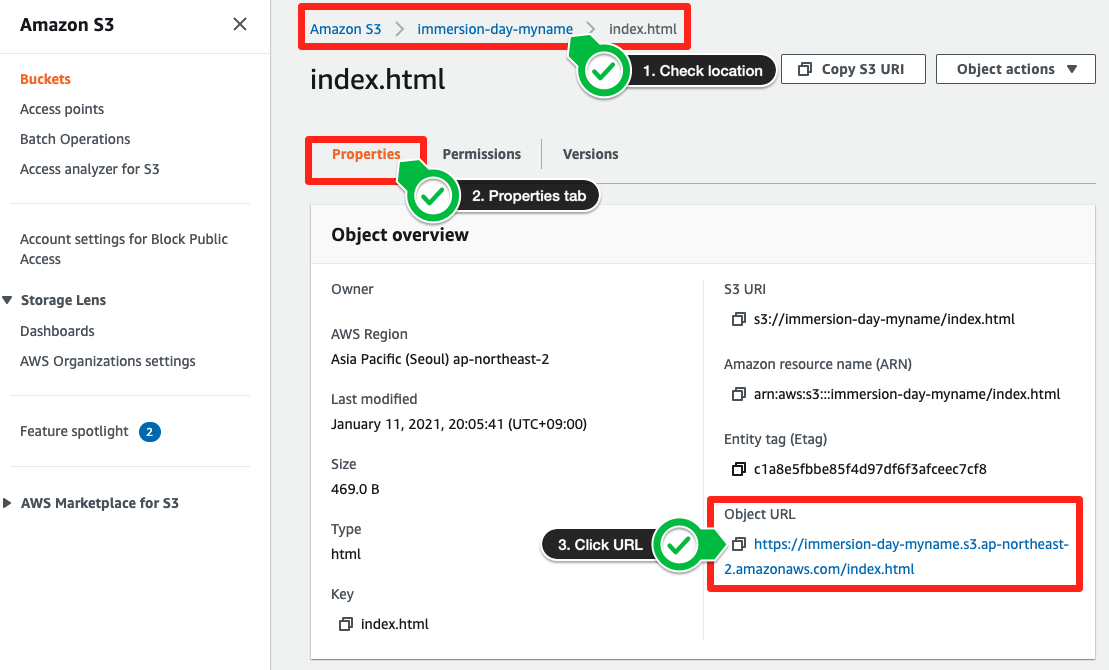 Amazon S3
Buckets
Access points
Batch Operations
Access analyzer for S3
Account settings for Block Public
Access
Storage Lens
Dashboards
AWS Organizations settings
Feature spotlight 2
AWS Marketplace for S3
Amazon S3 immersion-day-myname index.html
index.html
1. Check location
Copy S3 URI
Object actions
Properties Permissions Versions
2. Properties tab
Object overview
Owner
AWS Region
Asia Pacific (Seoul) ap-northeast-2
Last modified
January 11, 2021, 20:05:41 (UTC+09:00)
Size
469.0 B
Type
html
Key
index.html
S3 URI
s3://immersion-day-myname/index.html
Amazon resource name (ARN)
arn:aws:s3:::immersion-day-myname/index.html
Entity tag (Etag)
c1a8e5fbbe85f4d97df6f3afceec7cf8
Object URL
3. Click URL
https://immersion-day-myname.s3.ap-northeast-
2.amazonaws.com/index.html